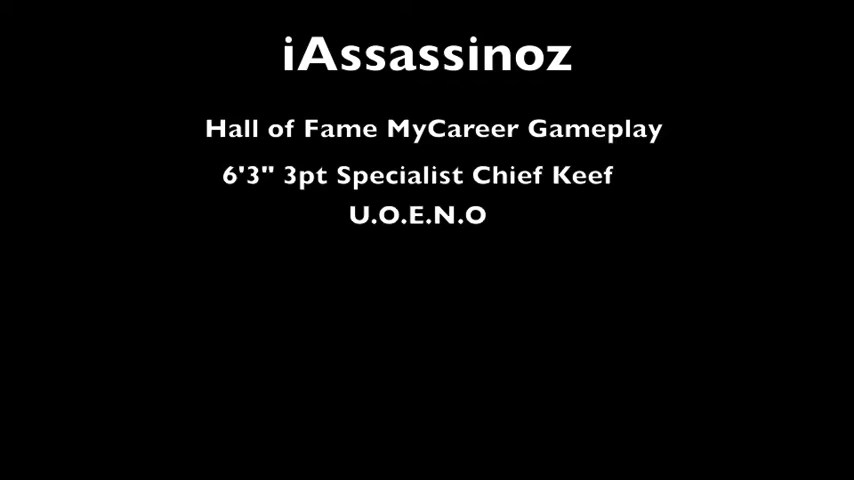 iAssassinoz
Hall of Fame MyCareer Gameplay
6'3" 3pt Specialist Chief Keef
U.O.E.N.O